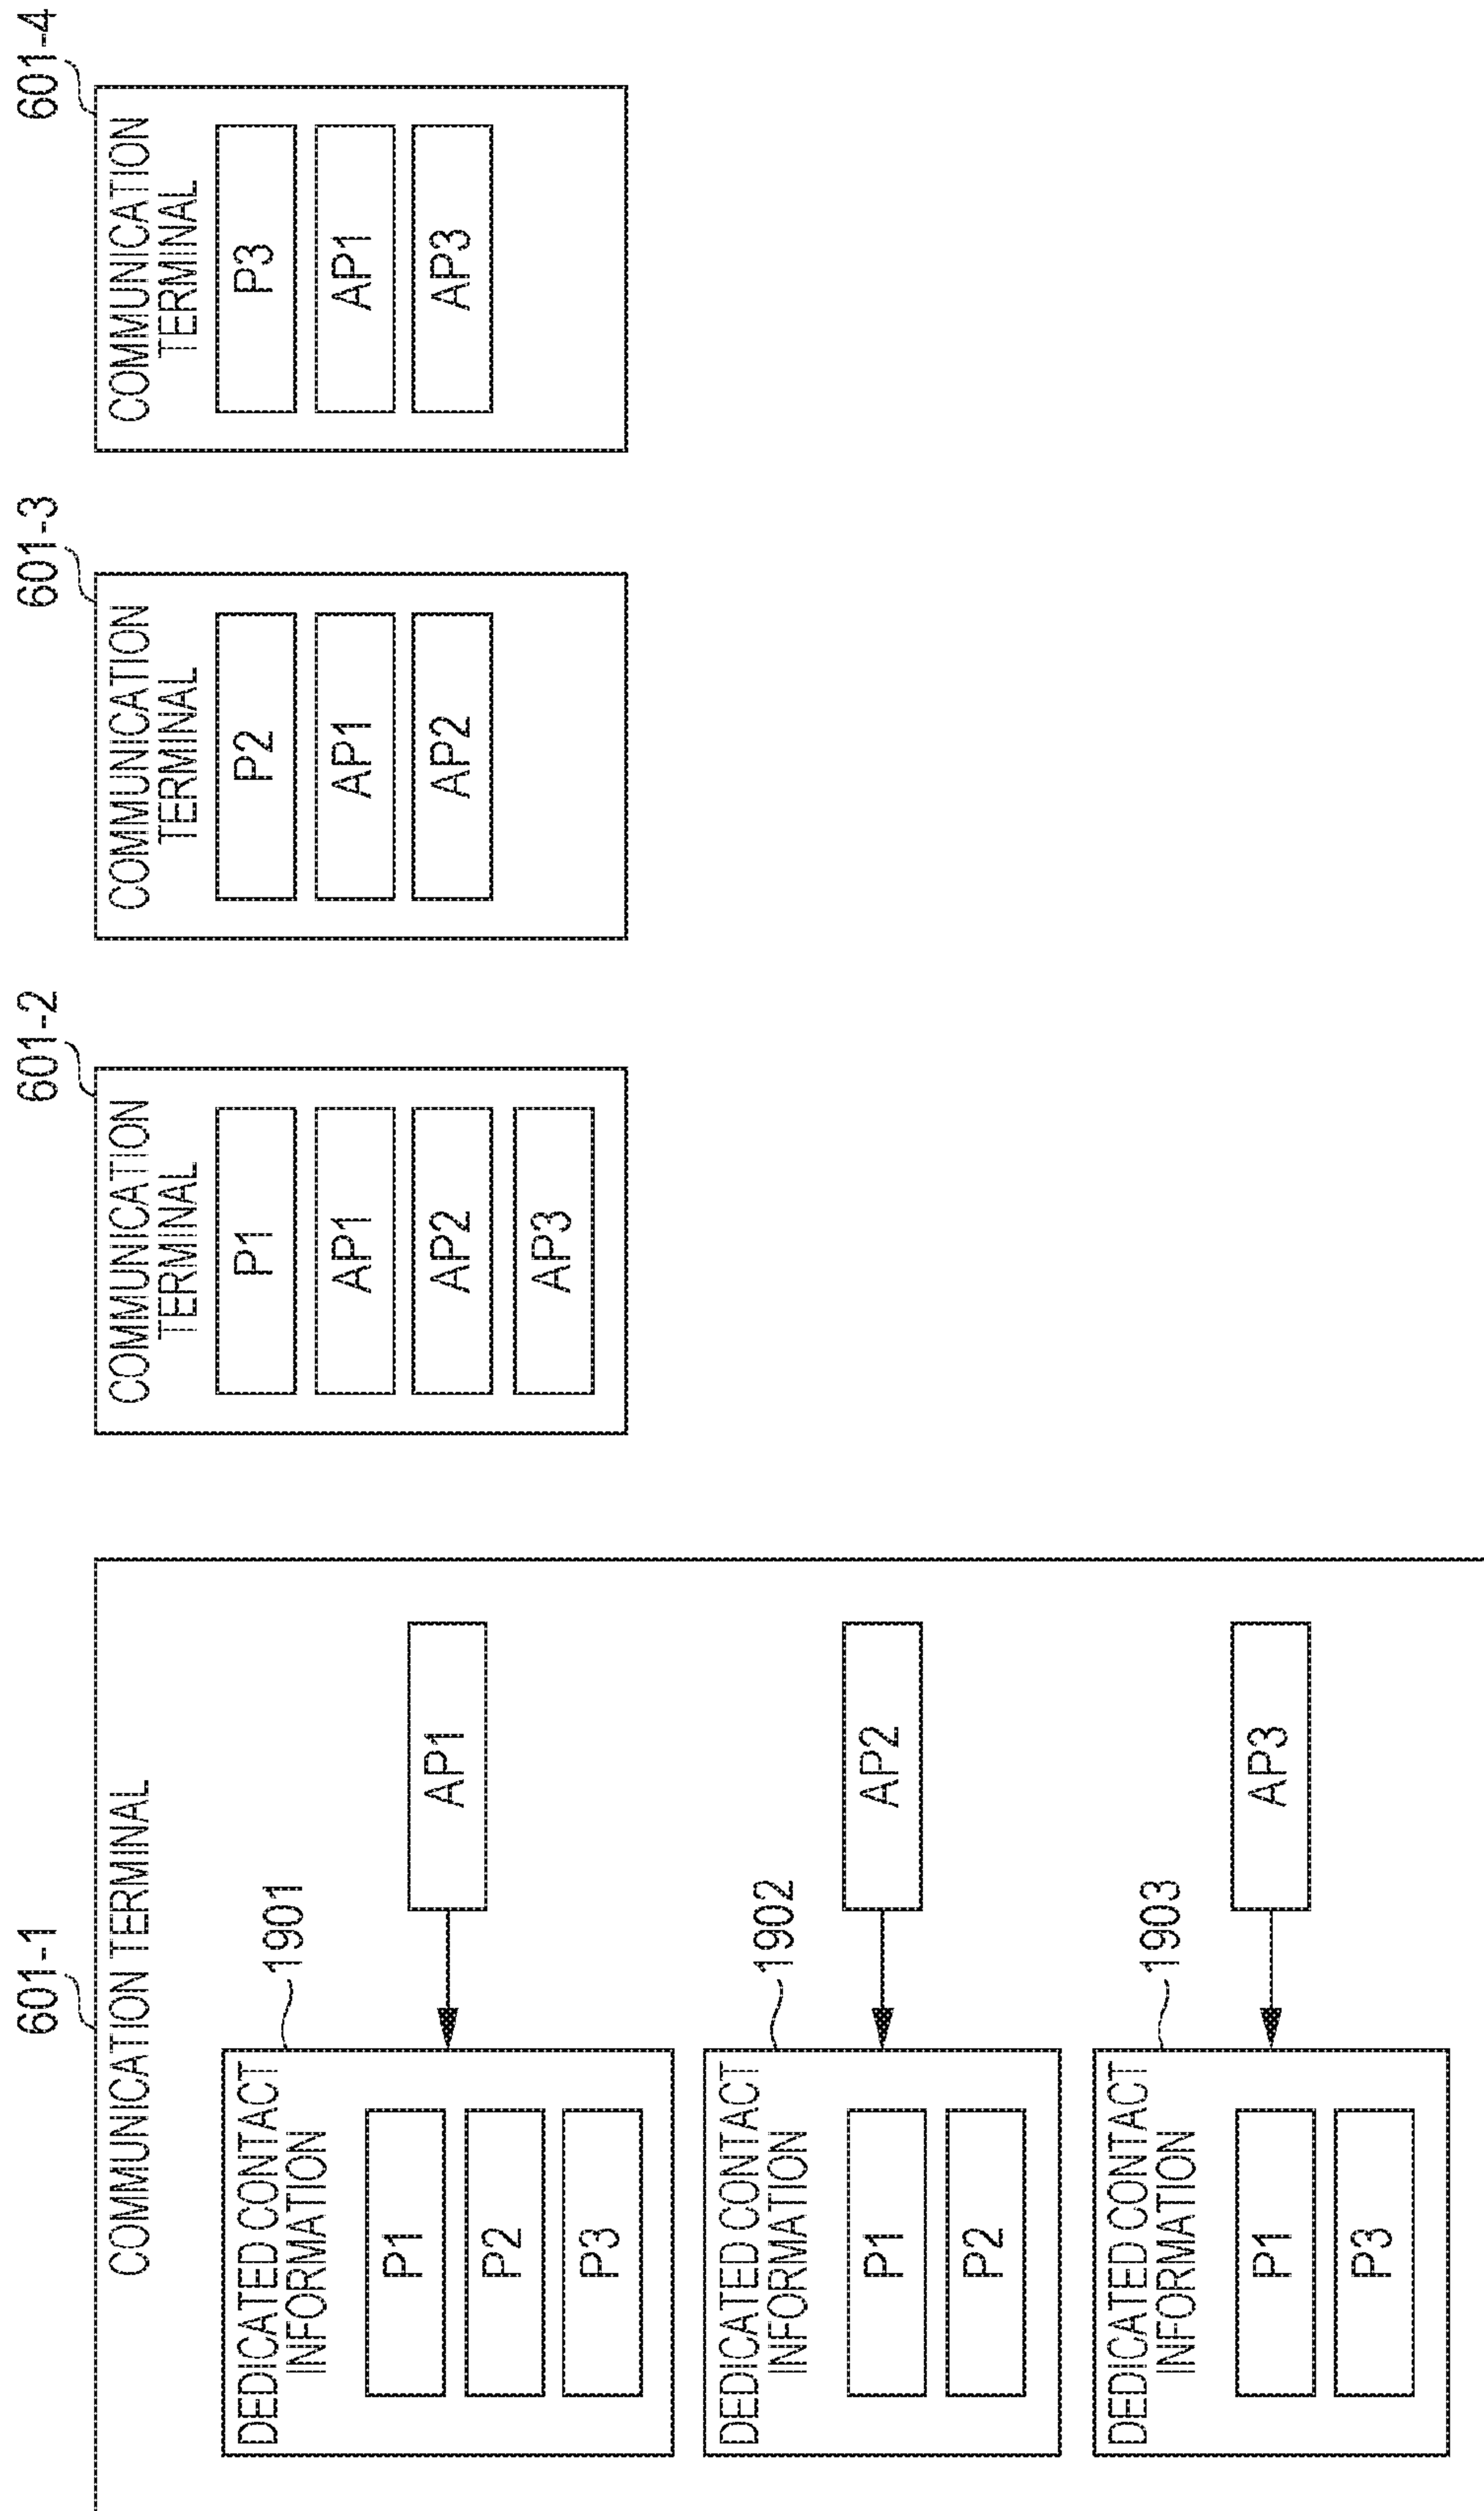 601-1
COMMUNICATION TERMINAL
1901
DEDICATED CONTACT
INFORMATION
P1
P2
P3
AP1
1902
DEDICATED CONTACT
INFORMATION
P1
P2
AP2
1903
DEDICATED CONTACT
INFORMATION
P1
P3
AP3
601-2
COMMUNICATION
TERMINAL
P1
AP1
AP2
AP3
601-3
COMMUNICATION
TERMINAL
P2
AP1
AP2
601-4
COMMUNICATION
TERMINAL
P3
AP1
AP3